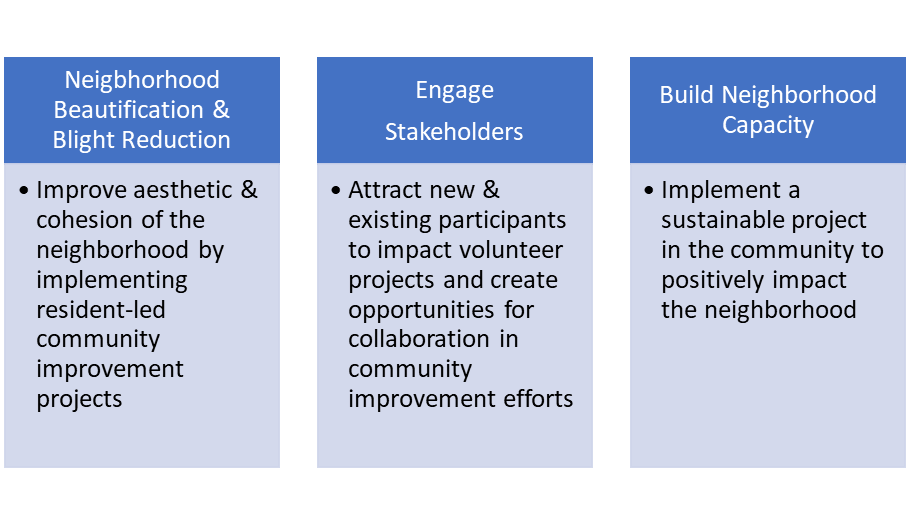 Neigbhorhood
Beautification &
Blight Reduction
• Improve aesthetic &
cohesion of the
neighborhood by
implementing
resident-led
community
improvement
projects
Engage
Stakeholders
• Attract new &
existing participants
to impact volunteer
projects and create
opportunities for
collaboration in
community
improvement efforts
Build Neighborhood
Capacity
• Implement a
sustainable project
in the community to
positively impact
the neighborhood